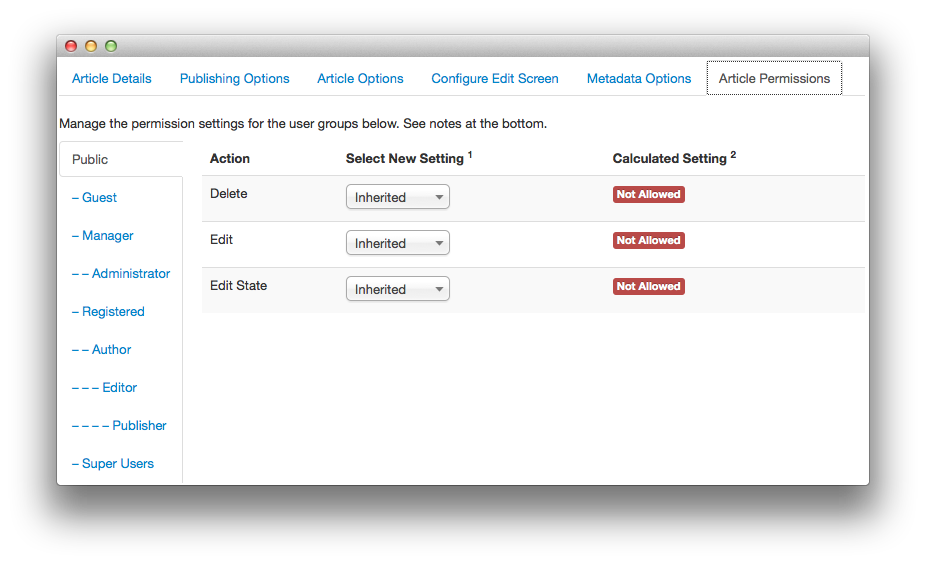 Article Details Publishing Options Article Options Configure Edit Screen Metadata Options Article Permissions
Manage the permission settings for the user groups below. See notes at the bottom.
Public
– Guest
– Manager
– – Administrator
– Registered
– – Author
– – – Editor
– – – – Publisher
– Super Users
Action Select New Setting 1 Calculated Setting 2
Delete Inherited Not Allowed
Edit Inherited Not Allowed
Edit State Inherited Not Allowed